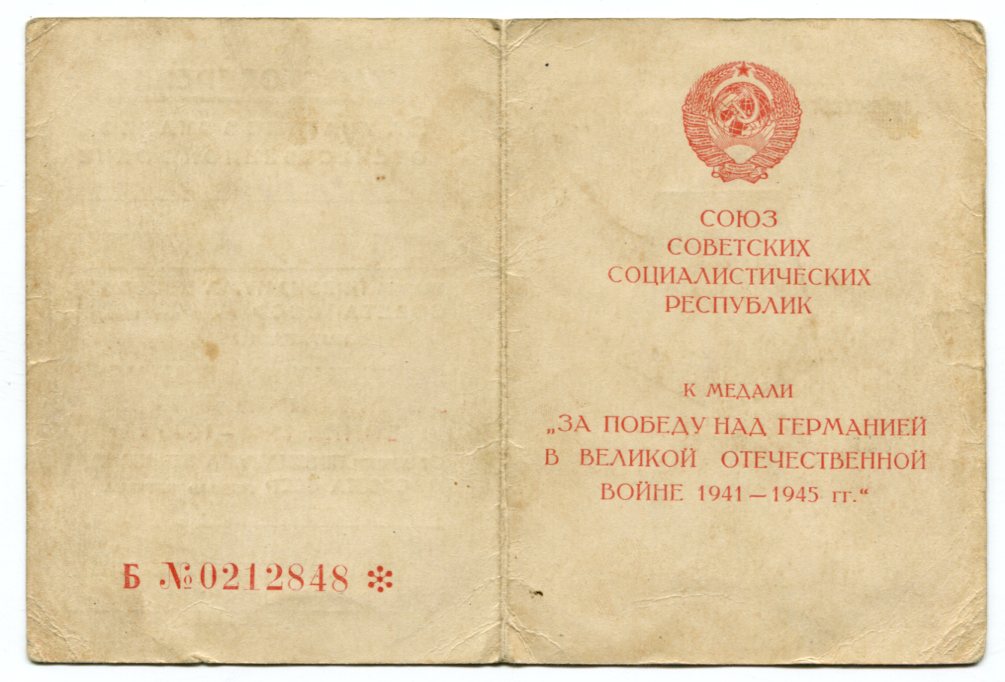 Б №0212848
СОЮЗ
СОВЕТСКИХ
СОЦИАЛИСТИЧЕСКИХ
РЕСПУБЛИК
К МЕДАЛИ
„ЗА ПОБЕДУ НАД ГЕРМАНИЕЙ
В ВЕЛИКОЙ ОТЕЧЕСТВЕННОЙ
ВОЙНЕ 1941 — 1945 гг.“